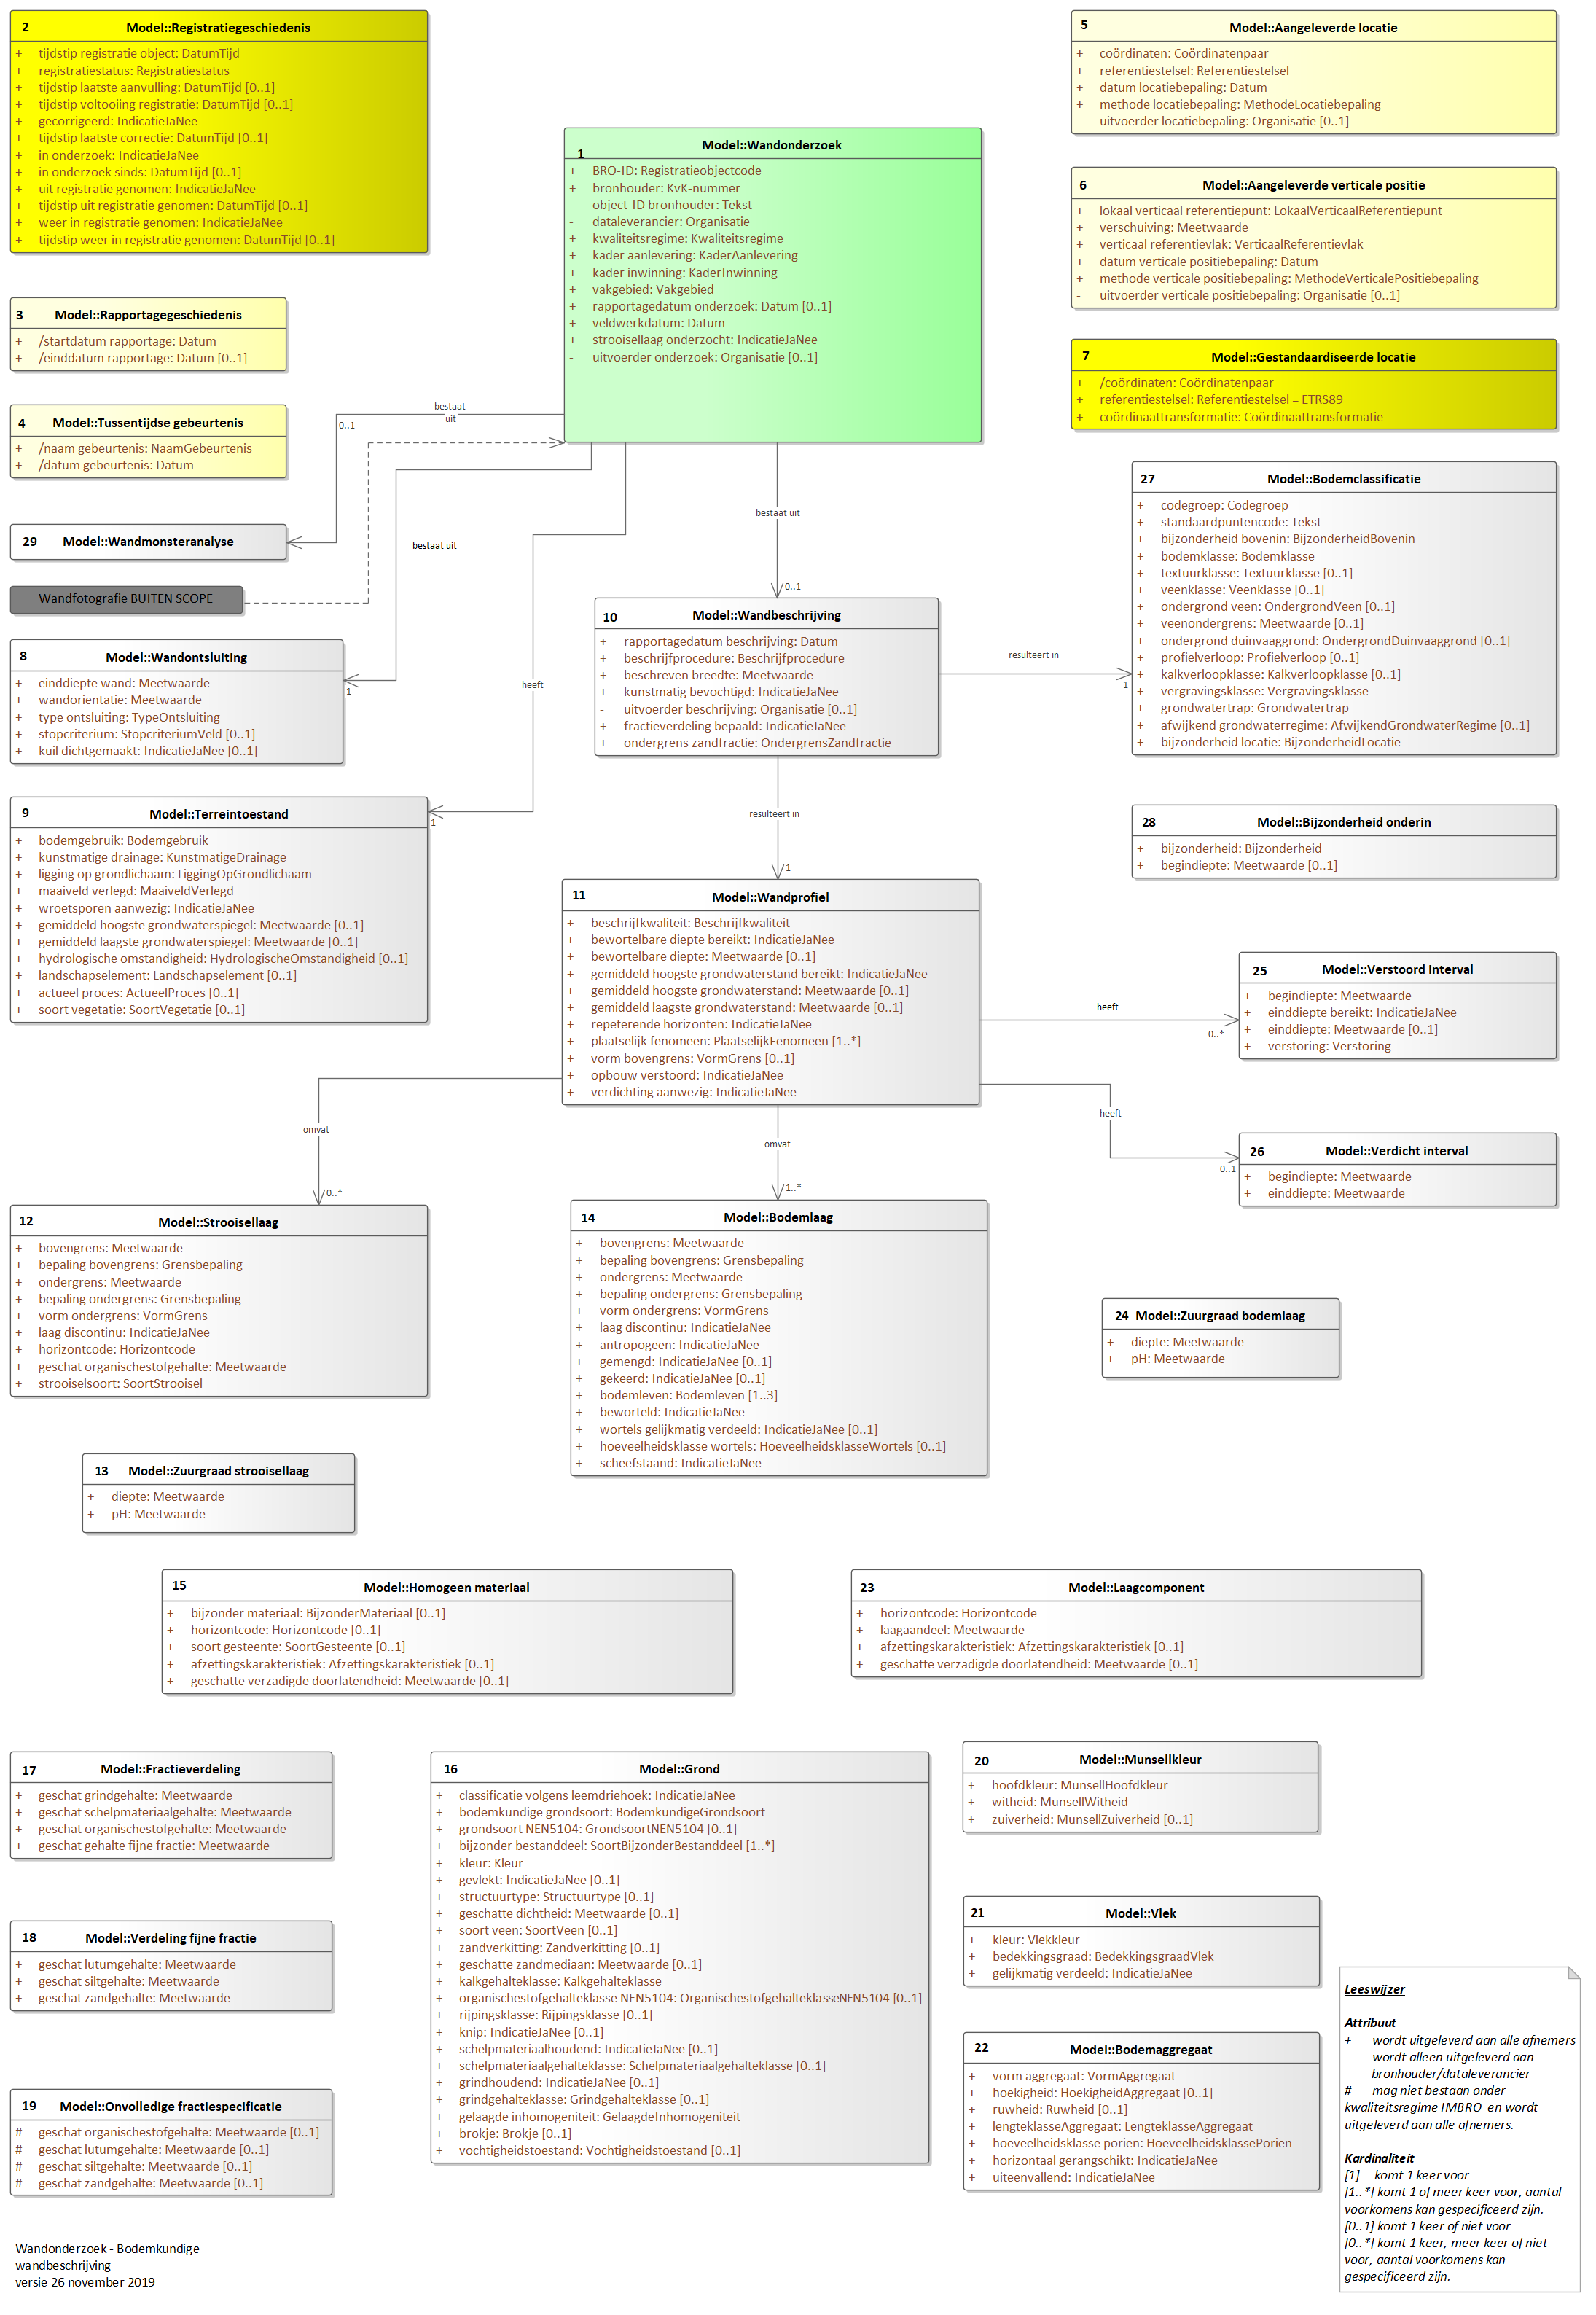 2 Model::Registratiegeschiedenis
+ tijdstip registratie object: DatumTijd
+ registratiestatus: Registratiestatus
+ tijdstip laatste aanvulling: DatumTijd [0..1]
+ tijdstip voltooiing registratie: DatumTijd [0..1]
+ gecorrigeerd: IndicatieJaNee
+ tijdstip laatste correctie: DatumTijd [0..1]
+ in onderzoek: IndicatieJaNee
+ in onderzoek sinds: DatumTijd [0..1]
+ uit registratie genomen: IndicatieJaNee
+ tijdstip uit registratie genomen: DatumTijd [0..1]
+ weer in registratie genomen: IndicatieJaNee
+ tijdstip weer in registratie genomen: DatumTijd [0..1]
3 Model::Rapportagegeschiedenis
+ /startdatum rapportage: Datum
+ /einddatum rapportage: Datum [0..1]
4 Model::Tussentijdse gebeurtenis
+ /naam gebeurtenis: NaamGebeurtenis
+ /datum gebeurtenis: Datum
29 Model::Wandmonsteranalyse
Wandfotografie BUITEN SCOPE
1 Model::Wandonderzoek
+ BRO-ID: Registratieobjectcode
+ bronhouder: KvK-nummer
- object-ID bronhouder: Tekst
- dataleverancier: Organisatie
+ kwaliteitsregime: Kwaliteitsregime
+ kader aanlevering: KaderAanlevering
+ kader inwinning: KaderInwinning
+ vakgebied: Vakgebied
+ rapportagedatum onderzoek: Datum [0..1]
+ veldwerkdatum: Datum
+ strooisellaag onderzocht: IndicatieJaNee
- uitvoerder onderzoek: Organisatie [0..1]
5 Model::Aangeleverde locatie
+ coördinaten: Coördinatenpaar
+ referentiestelsel: Referentiestelsel
+ datum locatiebepaling: Datum
+ methode locatiebepaling: MethodeLocatiebepaling
- uitvoerder locatiebepaling: Organisatie [0..1]
6 Model::Aangeleverde verticale positie
+ lokaal verticaal referentiepunt: LokaalVerticaalReferentiepunt
+ verschuiving: Meetwaarde
+ verticaal referentievlak: VerticaalReferentievlak
+ datum verticale positiebepaling: Datum
+ methode verticale positiebepaling: MethodeVerticalePositiebepaling
- uitvoerder verticale positiebepaling: Organisatie [0..1]
7 Model::Gestandaardiseerde locatie
+ /coördinaten: Coördinatenpaar
+ referentiestelsel: Referentiestelsel = ETRS89
+ coördinaattransformatie: Coördinaattransformatie
bestaat
uit
0..1
bestaat uit
1
heeft
1
bestaat uit
0..1
8 Model::Wandontsluiting
+ einddiepte wand: Meetwaarde
+ wandorientatie: Meetwaarde
+ type ontsluiting: TypeOntsluiting
+ stopcriterium: StopcriteriumVeld [0..1]
+ kuil dichtgemaakt: IndicatieJaNee [0..1]
9 Model::Terreintoestand
+ bodemgebruik: Bodemgebruik
+ kunstmatige drainage: KunstmatigeDrainage
+ ligging op grondlichaam: LiggingOpGrondlichaam
+ maaiveld verlegd: MaaiveldVerlegd
+ wroetsporen aanwezig: IndicatieJaNee
+ gemiddeld hoogste grondwaterspiegel: Meetwaarde [0..1]
+ gemiddeld laagste grondwaterspiegel: Meetwaarde [0..1]
+ hydrologische omstandigheid: HydrologischeOmstandigheid [0..1]
+ landschapselement: Landschapselement [0..1]
+ actueel proces: ActueelProces [0..1]
+ soort vegetatie: SoortVegetatie [0..1]
10 Model::Wandbeschrijving
+ rapportagedatum beschrijving: Datum
+ beschrijfprocedure: Beschrijfprocedure
+ beschreven breedte: Meetwaarde
+ kunstmatig bevochtigd: IndicatieJaNee
- uitvoerder beschrijving: Organisatie [0..1]
+ fractieverdeling bepaald: IndicatieJaNee
+ ondergrens zandfractie: OndergrensZandfractie
resulteert in
1
27 Model::Bodemclassificatie
+ codegroep: Codegroep
+ standaardpuntencode: Tekst
+ bijzonderheid bovenin: BijzonderheidBovenin
+ bodemklasse: Bodemklasse
+ textuurklasse: Textuurklasse [0..1]
+ veenklasse: Veenklasse [0..1]
+ ondergrond veen: OndergrondVeen [0..1]
+ veenondergrens: Meetwaarde [0..1]
+ ondergrond duinvaaggrond: OndergrondDuinvaaggrond [0..1]
+ profielverloop: Profielverloop [0..1]
+ kalkverloopklasse: Kalkverloopklasse [0..1]
+ vergravingsklasse: Vergravingsklasse
+ grondwatertrap: Grondwatertrap
+ afwijkend grondwaterregime: AfwijkendGrondwaterRegime [0..1]
+ bijzonderheid locatie: BijzonderheidLocatie
28 Model::Bijzonderheid onderin
+ bijzonderheid: Bijzonderheid
+ begindiepte: Meetwaarde [0..1]
resulteert in
1
11 Model::Wandprofiel
+ beschrijfkwaliteit: Beschrijfkwaliteit
+ bewortelbare diepte bereikt: IndicatieJaNee
+ bewortelbare diepte: Meetwaarde [0..1]
+ gemiddeld hoogste grondwaterstand bereikt: IndicatieJaNee
+ gemiddeld hoogste grondwaterstand: Meetwaarde [0..1]
+ gemiddeld laagste grondwaterstand: Meetwaarde [0..1]
+ repeterende horizonten: IndicatieJaNee
+ plaatselijk fenomeen: PlaatselijkFenomeen [1..*]
+ vorm bovengrens: VormGrens [0..1]
+ opbouw verstoord: IndicatieJaNee
+ verdichting aanwezig: IndicatieJaNee
heeft
0..*
25 Model::Verstoord interval
+ begindiepte: Meetwaarde
+ einddiepte bereikt: IndicatieJaNee
+ einddiepte: Meetwaarde [0..1]
+ verstoring: Verstoring
heeft
0..1
26 Model::Verdicht interval
+ begindiepte: Meetwaarde
+ einddiepte: Meetwaarde
omvat
0..*
omvat
1..*
12 Model::Strooisellaag
+ bovengrens: Meetwaarde
+ bepaling bovengrens: Grensbepaling
+ ondergrens: Meetwaarde
+ bepaling ondergrens: Grensbepaling
+ vorm ondergrens: VormGrens
+ laag discontinu: IndicatieJaNee
+ horizontcode: Horizontcode
+ geschat organischestofgehalte: Meetwaarde
+ strooiselsoort: SoortStrooisel
14 Model::Bodemlaag
+ bovengrens: Meetwaarde
+ bepaling bovengrens: Grensbepaling
+ ondergrens: Meetwaarde
+ bepaling ondergrens: Grensbepaling
+ vorm ondergrens: VormGrens
+ laag discontinu: IndicatieJaNee
+ antropogeen: IndicatieJaNee
+ gemengd: IndicatieJaNee [0..1]
+ gekeerd: IndicatieJaNee [0..1]
+ bodemleven: Bodemleven [1..3]
+ beworteld: IndicatieJaNee
+ wortels gelijkmatig verdeeld: IndicatieJaNee [0..1]
+ hoeveelheidsklasse wortels: HoeveelheidsklasseWortels [0..1]
+ scheefstaand: IndicatieJaNee
24 Model::Zuurgraad bodemlaag
+ diepte: Meetwaarde
+ pH: Meetwaarde
13 Model::Zuurgraad strooisellaag
+ diepte: Meetwaarde
+ pH: Meetwaarde
15 Model::Homogeen materiaal
+ bijzonder materiaal: BijzonderMateriaal [0..1]
+ horizontcode: Horizontcode [0..1]
+ soort gesteente: SoortGesteente [0..1]
+ afzettingskarakteristiek: Afzettingskarakteristiek [0..1]
+ geschatte verzadigde doorlatendheid: Meetwaarde [0..1]
23 Model::Laagcomponent
+ horizontcode: Horizontcode
+ laagaandeel: Meetwaarde
+ afzettingskarakteristiek: Afzettingskarakteristiek [0..1]
+ geschatte verzadigde doorlatendheid: Meetwaarde [0..1]
17 Model::Fractieverdeling
+ geschat grindgehalte: Meetwaarde
+ geschat schelpmateriaalgehalte: Meetwaarde
+ geschat organischestofgehalte: Meetwaarde
+ geschat gehalte fijne fractie: Meetwaarde
18 Model::Verdeling fijne fractie
+ geschat lutumgehalte: Meetwaarde
+ geschat siltgehalte: Meetwaarde
+ geschat zandgehalte: Meetwaarde
19 Model::Onvolledige fractiespecificatie
# geschat organischestofgehalte: Meetwaarde [0..1]
# geschat lutumgehalte: Meetwaarde [0..1]
# geschat siltgehalte: Meetwaarde [0..1]
# geschat zandgehalte: Meetwaarde [0..1]
16 Model::Grond
+ classificatie volgens leemdriehoek: IndicatieJaNee
+ bodemkundige grondsoort: BodemkundigeGrondsoort
+ grondsoort NEN5104: GrondsoortNEN5104 [0..1]
+ bijzonder bestanddeel: SoortBijzonderBestanddeel [1..*]
+ kleur: Kleur
+ gevlekt: IndicatieJaNee [0..1]
+ structuurtype: Structuurtype [0..1]
+ geschatte dichtheid: Meetwaarde [0..1]
+ soort veen: SoortVeen [0..1]
+ zandverkitting: Zandverkitting [0..1]
+ geschatte zandmediaan: Meetwaarde [0..1]
+ kalkgehalteklasse: Kalkgehalteklasse
+ organischestofgehalteklasse NEN5104: OrganischestofgehalteklasseNEN5104 [0..1]
+ rijpingsklasse: Rijpingsklasse [0..1]
+ knip: IndicatieJaNee [0..1]
+ schelpmateriaalhoudend: IndicatieJaNee [0..1]
+ schelpmateriaalgehalteklasse: Schelpmateriaalgehalteklasse [0..1]
+ grindhoudend: IndicatieJaNee [0..1]
+ grindgehalteklasse: Grindgehalteklasse [0..1]
+ gelaagde inhomogeniteit: GelaagdeInhomogeniteit
+ brokje: Brokje [0..1]
+ vochtigheidstoestand: Vochtigheidstoestand [0..1]
20 Model::Munsellkleur
+ hoofdkleur: MunsellHoofdkleur
+ witheid: MunsellWitheid
+ zuiverheid: MunsellZuiverheid [0..1]
21 Model::Vlek
+ kleur: Vlekkleur
+ bedekkingsgraad: BedekkingsgraadVlek
+ gelijkmatig verdeeld: IndicatieJaNee
22 Model::Bodemaggregaat
+ vorm aggregaat: VormAggregaat
+ hoekigheid: HoekigheidAggregaat [0..1]
+ ruwheid: Ruwheid [0..1]
+ lengteklasseAggregaat: LengteklasseAggregaat
+ hoeveelheidsklasse porien: HoeveelheidsklassePorien
+ horizontaal gerangschikt: IndicatieJaNee
+ uiteenvallend: IndicatieJaNee
Leeswijzer
Attribuut
+ wordt uitgeleverd aan alle afnemers
- wordt alleen uitgeleverd aan
bronhouder/dataleverancier
# mag niet bestaan onder
kwaliteitsregime IMBRO en wordt
uitgeleverd aan alle afnemers.
Kardinaliteit
[1] komt 1 keer voor
[1..*] komt 1 of meer keer voor, aantal
voorkomens kan gespecificeerd zijn.
[0..1] komt 1 keer of niet voor
[0..*] komt 1 keer, meer keer of niet
voor, aantal voorkomens kan
gespecificeerd zijn.
Wandonderzoek - Bodemkundige
wandbeschrijving
versie 26 november 2019